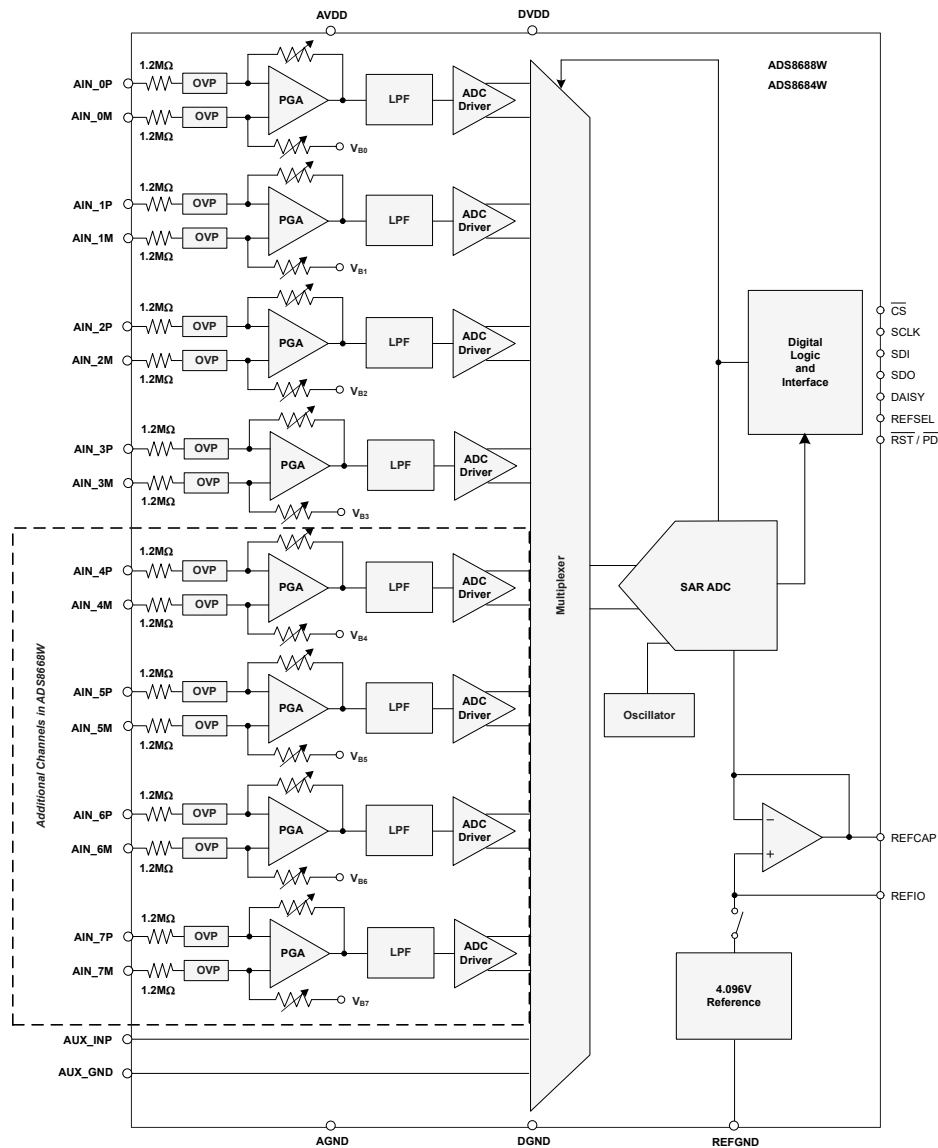 AVDD
DVDD
ADS8688W
ADS8684W
AIN_0P
1.2MΩ
OVP
PGA
LPF
ADC
Driver
AIN_0M
1.2MΩ
OVP
VB0
AIN_1P
1.2MΩ
OVP
PGA
LPF
ADC
Driver
AIN_1M
1.2MΩ
OVP
VB1
AIN_2P
1.2MΩ
OVP
PGA
LPF
ADC
Driver
AIN_2M
1.2MΩ
OVP
VB2
AIN_3P
1.2MΩ
OVP
PGA
LPF
ADC
Driver
AIN_3M
1.2MΩ
OVP
VB3
Additional Channels in ADS8668W
AIN_4P
1.2MΩ
OVP
PGA
LPF
ADC
Driver
AIN_4M
1.2MΩ
OVP
VB4
AIN_5P
1.2MΩ
OVP
PGA
LPF
ADC
Driver
AIN_5M
1.2MΩ
OVP
VB5
AIN_6P
1.2MΩ
OVP
PGA
LPF
ADC
Driver
AIN_6M
1.2MΩ
OVP
VB6
AIN_7P
1.2MΩ
OVP
PGA
LPF
ADC
Driver
AIN_7M
1.2MΩ
OVP
VB7
AUX_INP
AUX_GND
Multiplexer
Digital
Logic
and
Interface
CS
SCLK
SDI
SDO
DAISY
REFSEL
RST / PD
SAR ADC
Oscillator
−
+
REFCAP
REFIO
4.096V
Reference
AGND
DGND
REFGND